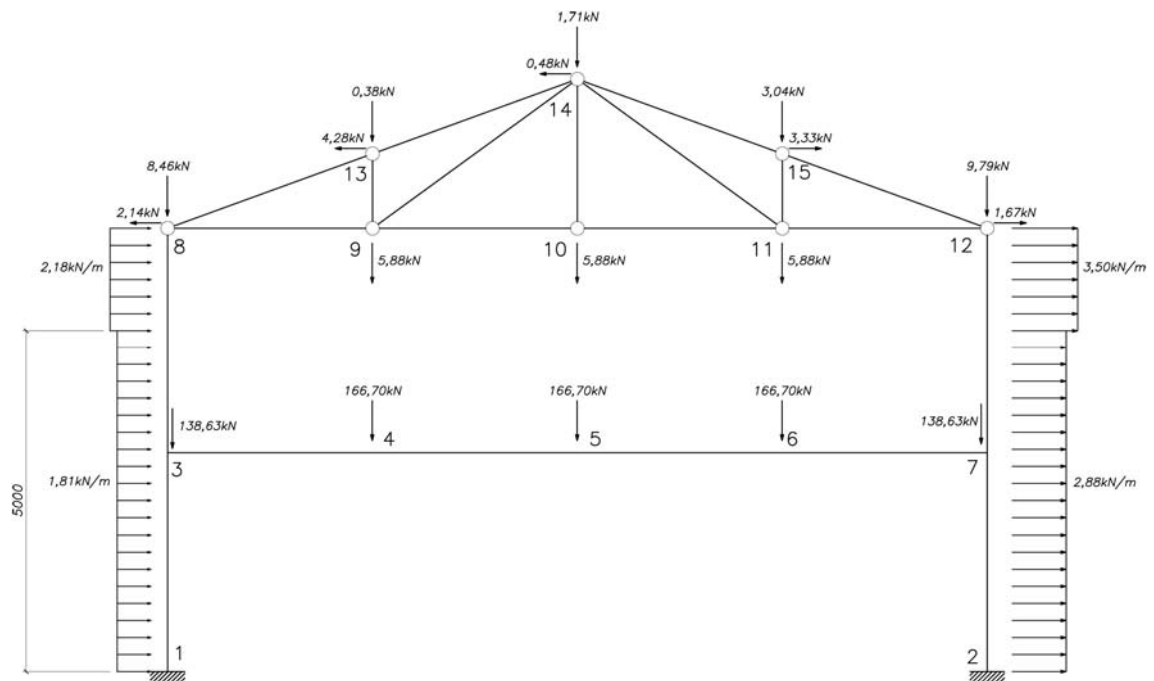 1,71kN
0,48kN
14
0,38kN
3,04kN
4,28kN
3,33kN
13
15
8,46kN
9,79kN
2,14kN
1,67kN
8
9
10
11
12
5,88kN
5,88kN
5,88kN
2,18kN/m
3,50kN/m
166,70kN
166,70kN
166,70kN
138,63kN
138,63kN
4
5
6
3
7
1,81kN/m
2,88kN/m
5000
1
2